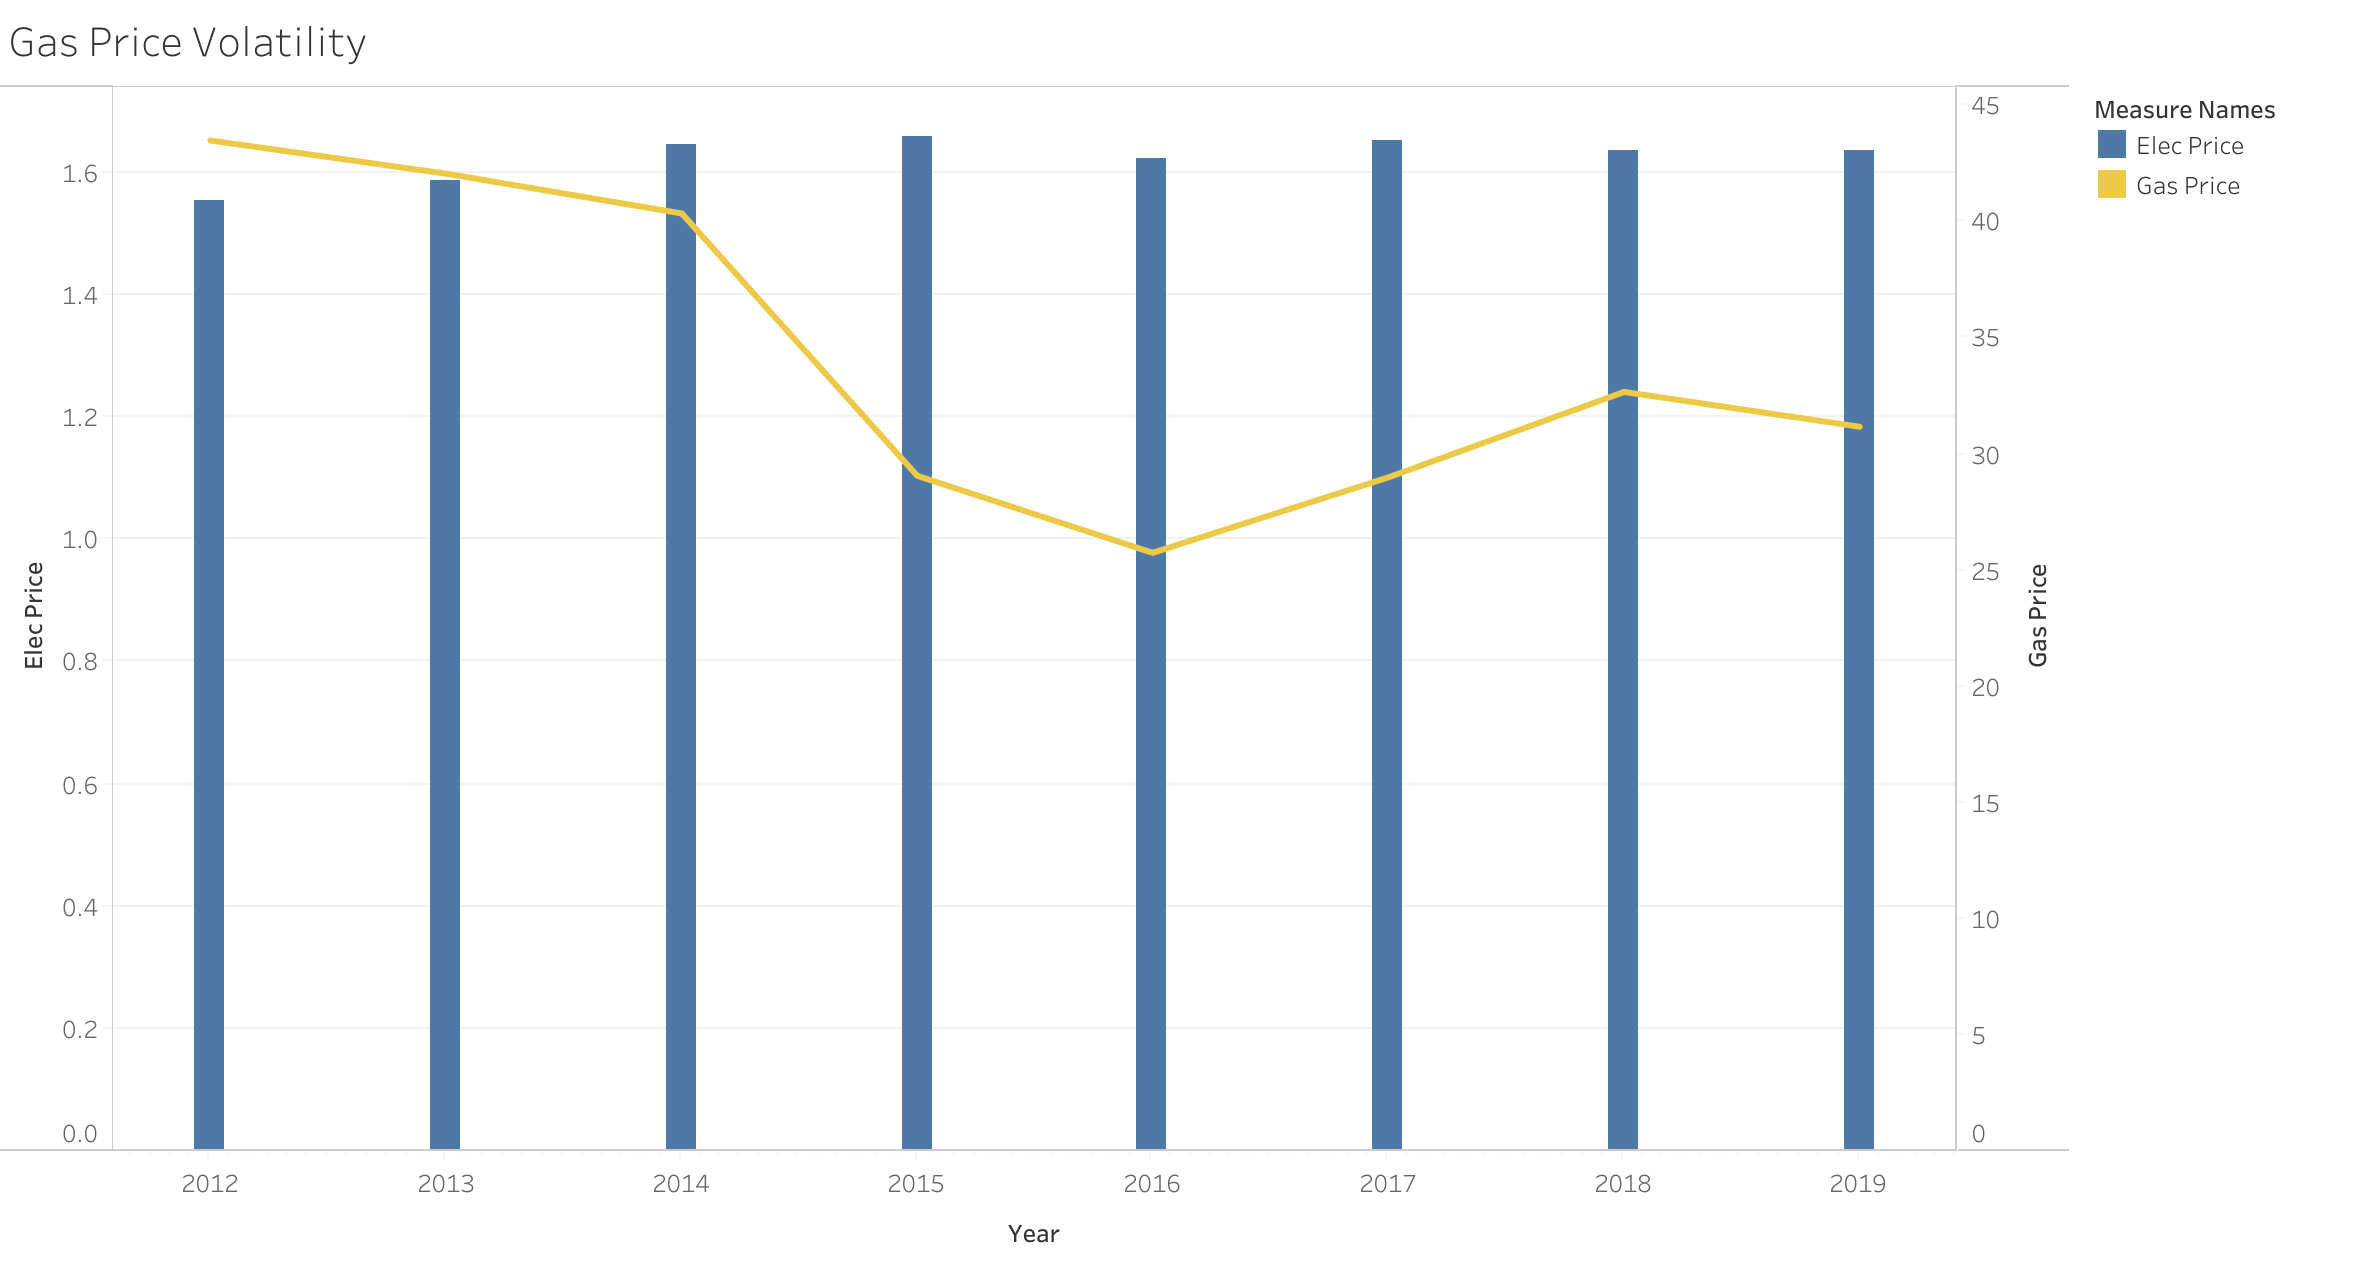 Gas Price Volatility
Measure Names
Elec Price
Gas Price
Elec Price
1.6
1.4
1.2
1.0
0.8
0.6
0.4
0.2
0.0
45
40
35
30
25
20
15
10
5
0
Gas Price
2012 2013 2014 2015 2016 2017 2018 2019
Year